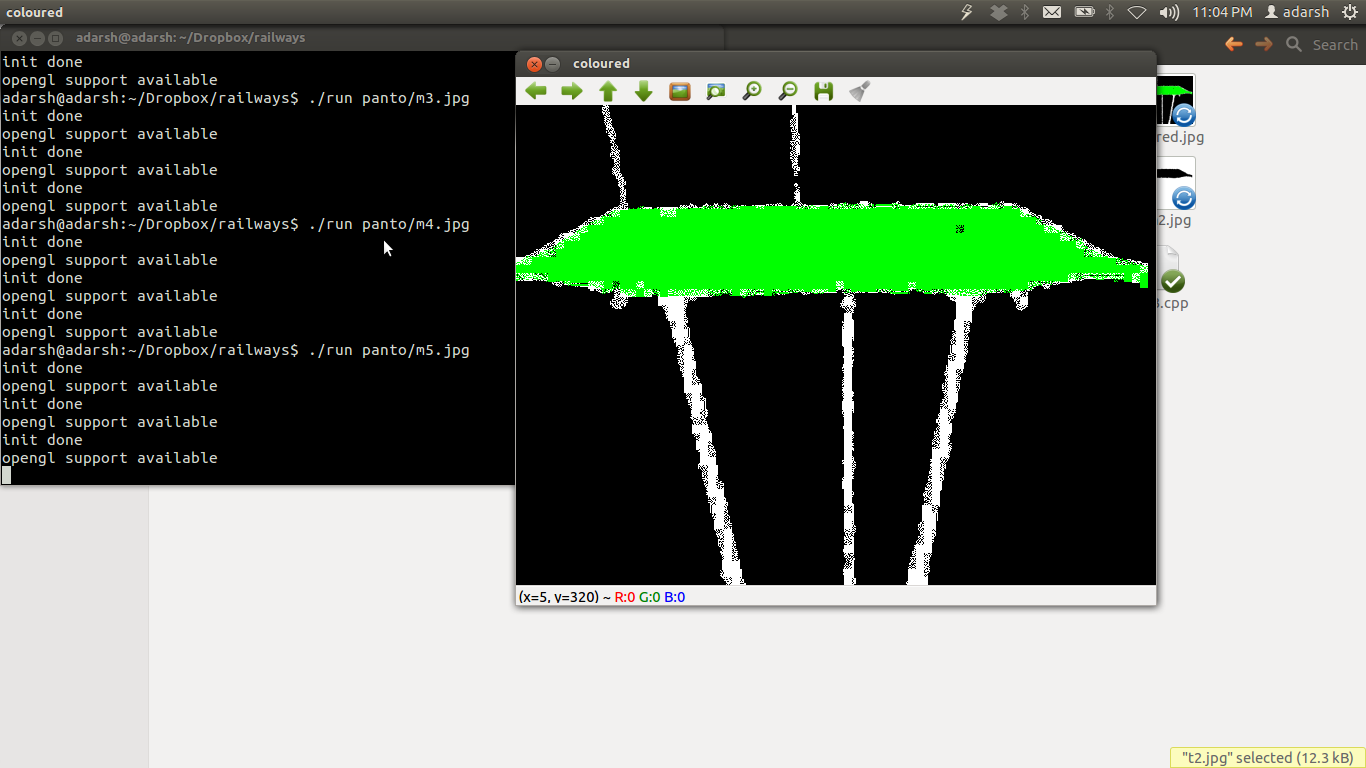 coloured
11:04 PM adarsh
adarsh@adarsh: ~/Dropbox/railways
Search
init done
opengl support available
adarsh@adarsh:~/Dropbox/railways$ ./run panto/m3.jpg
init done
opengl support available
init done
opengl support available
init done
opengl support available
adarsh@adarsh:~/Dropbox/railways$ ./run panto/m4.jpg
init done
opengl support available
init done
opengl support available
init done
opengl support available
adarsh@adarsh:~/Dropbox/railways$ ./run panto/m5.jpg
init done
opengl support available
init done
opengl support available
init done
opengl support available
coloured
(x=5, y=320) ~ R:0 G:0 B:0
red.jpg
2.jpg
.cpp
"t2.jpg" selected (12.3 kB)